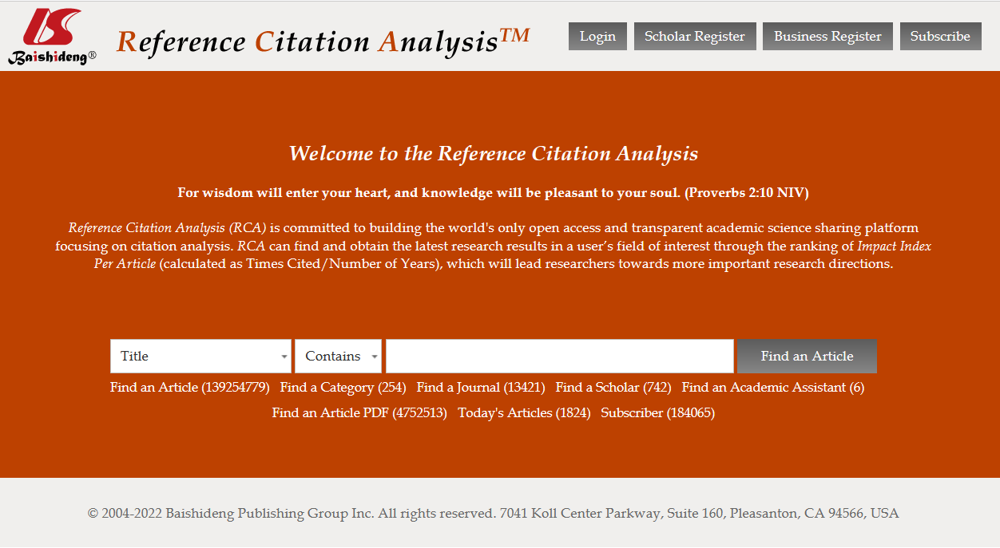 Baishideng®
Reference Citation Analysis™
Login
Scholar Register
Business Register
Subscribe
Welcome to the Reference Citation Analysis
For wisdom will enter your heart, and knowledge will be pleasant to your soul. (Proverbs 2:10 NIV)
Reference Citation Analysis (RCA) is committed to building the world's only open access and transparent academic science sharing platform
focusing on citation analysis. RCA can find and obtain the latest research results in a user’s field of interest through the ranking of Impact Index
Per Article (calculated as Times Cited/Number of Years), which will lead researchers towards more important research directions.
Title
Contains
Find an Article
Find an Article (139254779) Find a Category (254) Find a Journal (13421) Find a Scholar (742) Find an Academic Assistant (6)
Find an Article PDF (4752513) Today's Articles (1824) Subscriber (184065)
© 2004-2022 Baishideng Publishing Group Inc. All rights reserved. 7041 Koll Center Parkway, Suite 160, Pleasanton, CA 94566, USA